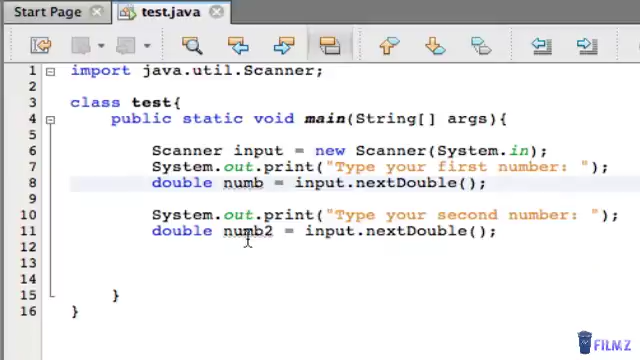 Start Page
test.java
1 import java.util.Scanner;
2
3 class test{
4 public static void main(String[] args){
5
6 Scanner input = new Scanner(System.in);
7 System.out.print("Type your first number: ");
8 double numb = input.nextDouble();
10 System.out.print("Type your second number: ");
11 double numb2 = input.nextDouble();
12
13
14
15 }
16 }
FILMZ